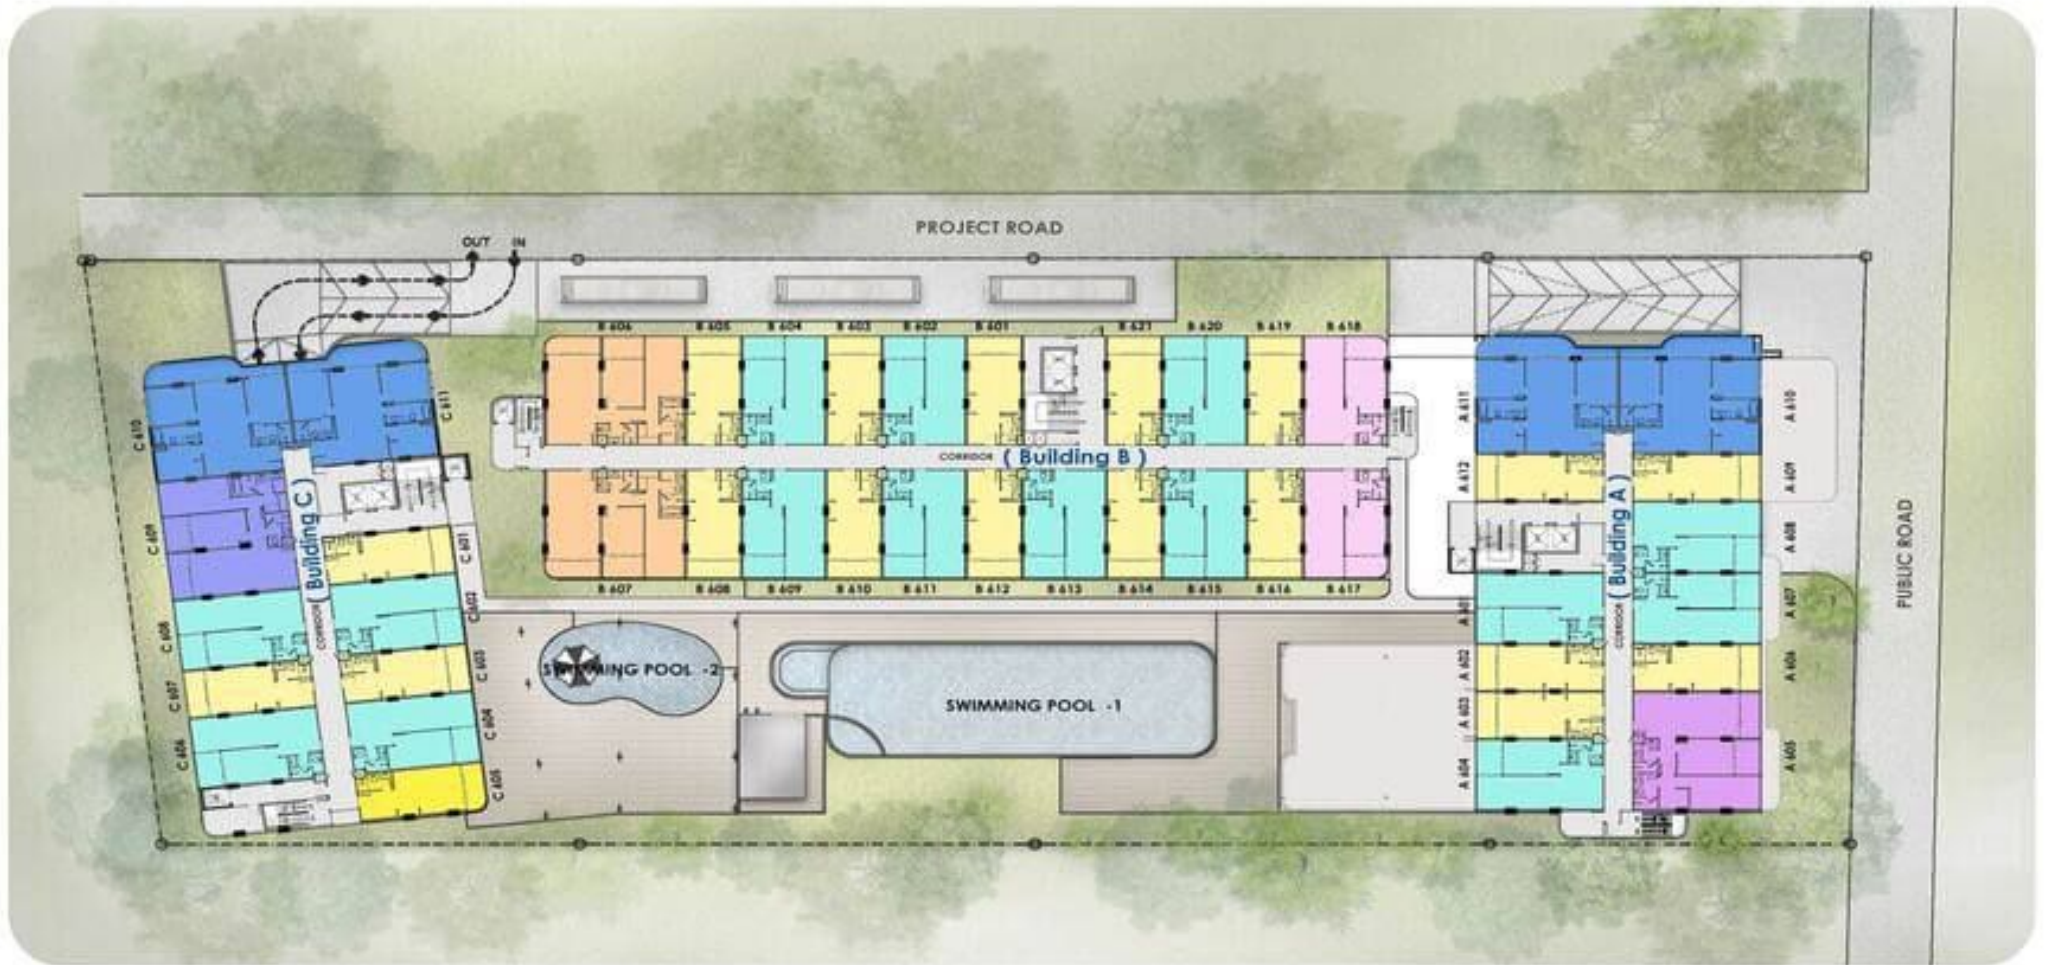 PROJECT ROAD
OUT IN
B 606 B 605 B 604 B 603 B 602 B 601 B 621 B 620 B 619 B 618
C 610
C 611
A 611
A 610
CORRIDOR ( Building B )
A 612
A 609
C 609
CORRIDOR ( Building C )
C 601
CORRIDOR ( Building A )
A 608
PUBLIC ROAD
B 607 B 608 B 609 B 610 B 611 B 612 B 613 B 614 B 615 B 616 B 617
C 608
C 602
A 601
A 607
C 607
C 603
SWIMMING POOL -2
A 602
A 606
C 606
C 604
SWIMMING POOL -1
A 603
C 605
A 604
A 605